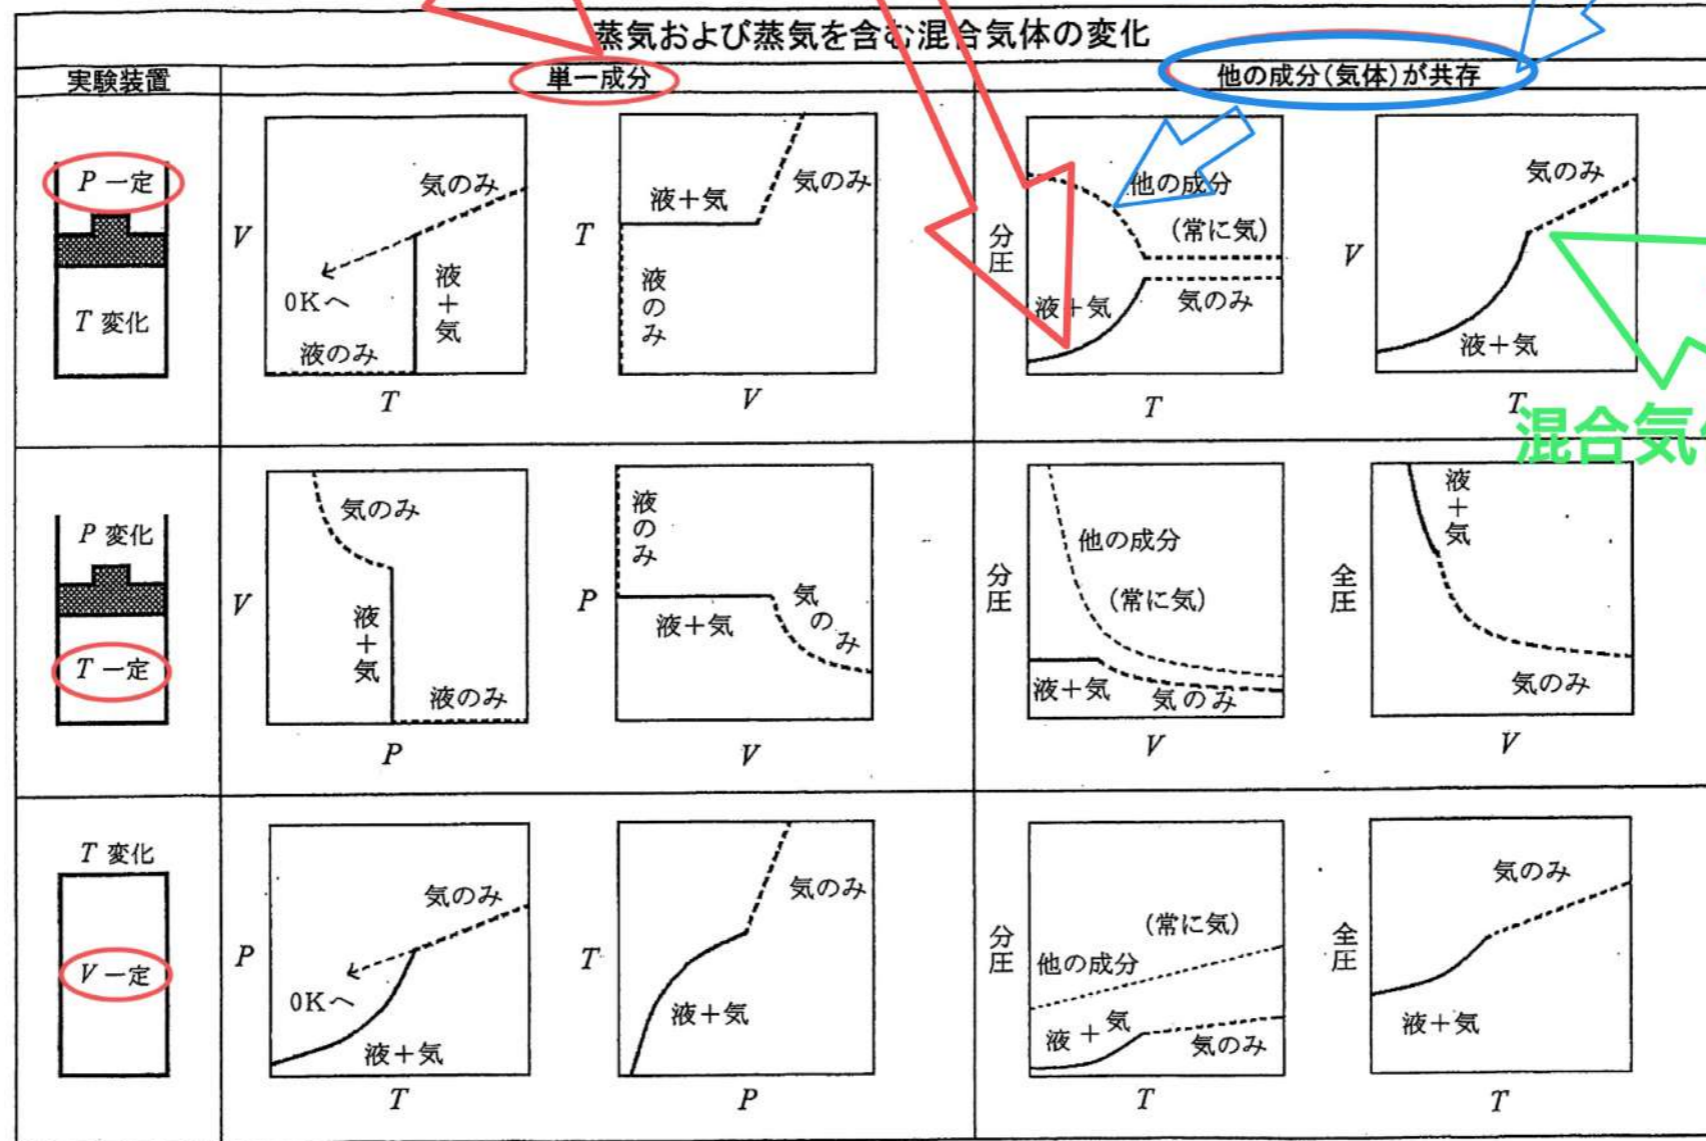 蒸気および蒸気を含む混合気体の変化
実験装置
単一成分
他の成分(気体)が共存
P一定
T変化
V
気のみ
0Kへ
液+気
液のみ
T
T
液+気
気のみ
液のみ
V
分圧
他の成分
(常に気)
液+気
気のみ
T
V
気のみ
液+気
T
混合気
P変化
T一定
V
気のみ
液+気
液のみ
P
P
液のみ
液+気
気のみ
V
分圧
他の成分
(常に気)
液+気
気のみ
V
全圧
液+気
気のみ
V
T変化
V一定
P
気のみ
0Kへ
液+気
T
T
気のみ
液+気
P
分圧
(常に気)
他の成分
液+気
気のみ
T
全圧
気のみ
液+気
T